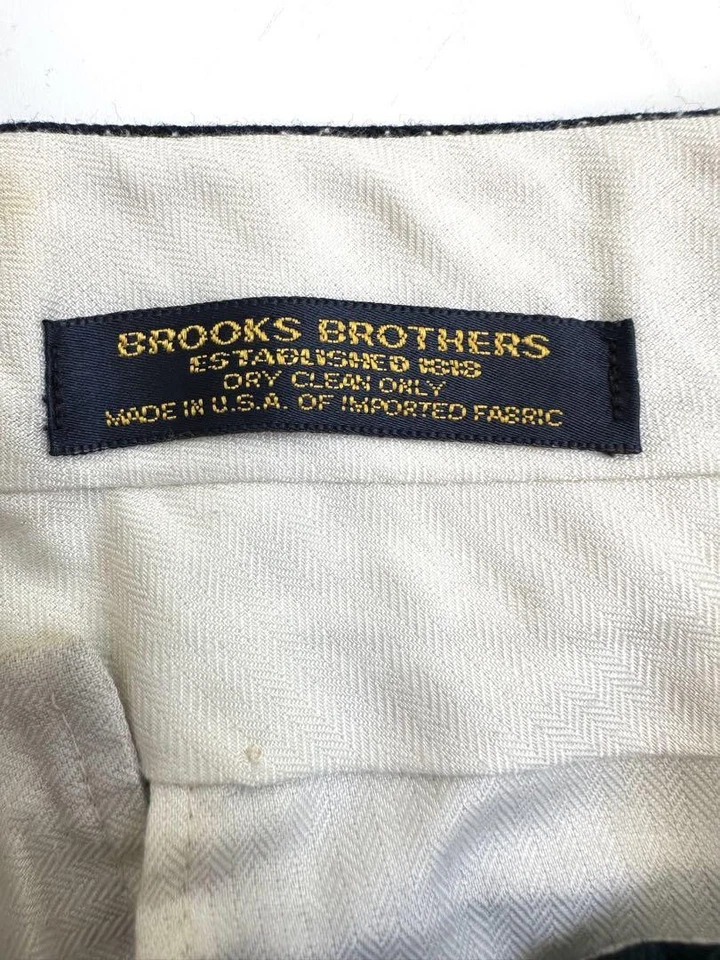 BROOKS BROTHERS
ESTABLISHED 1818
DRY CLEAN ONLY
MADE IN U.S.A. OF IMPORTED FABRIC